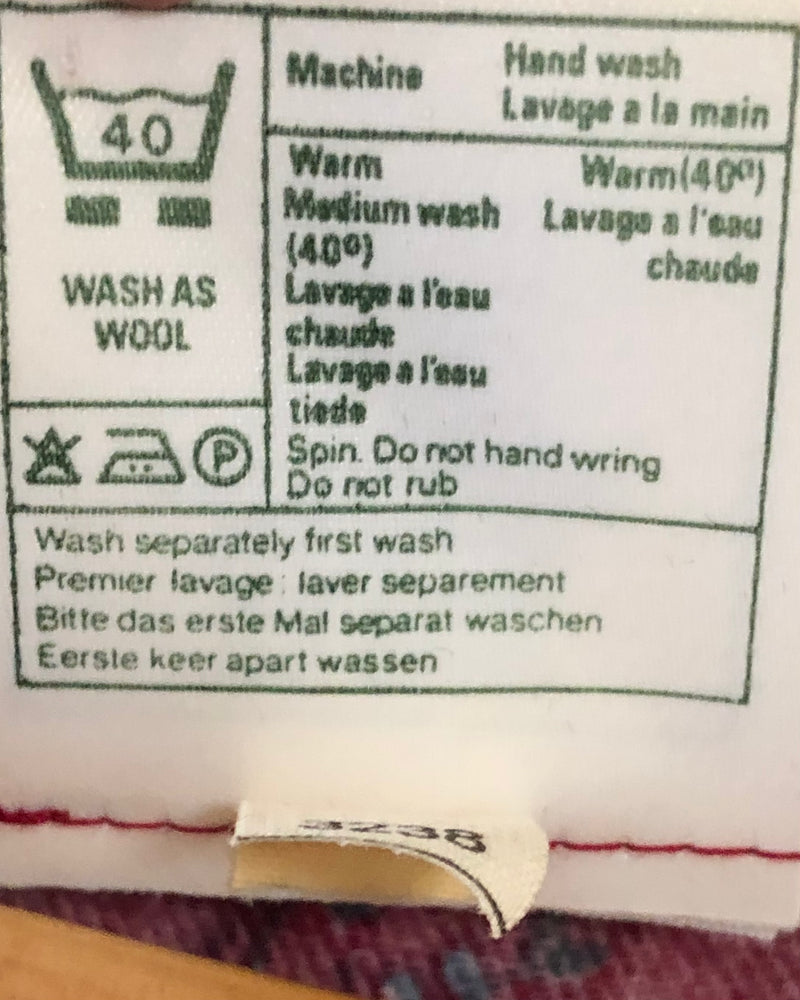 40
WASH AS
WOOL
P
Machine
Hand wash
Lavage a la main
Warm
Medium wash
(40º)
Lavage a l'eau
chaude
Lavage a l'eau
tiede
Warm(40º)
Lavage a l'eau
chaude
Spin. Do not hand wring
Do not rub
Wash separately first wash
Premier lavage : laver separement
Bitte das erste Mal separat waschen
Eerste keer apart wassen
3238